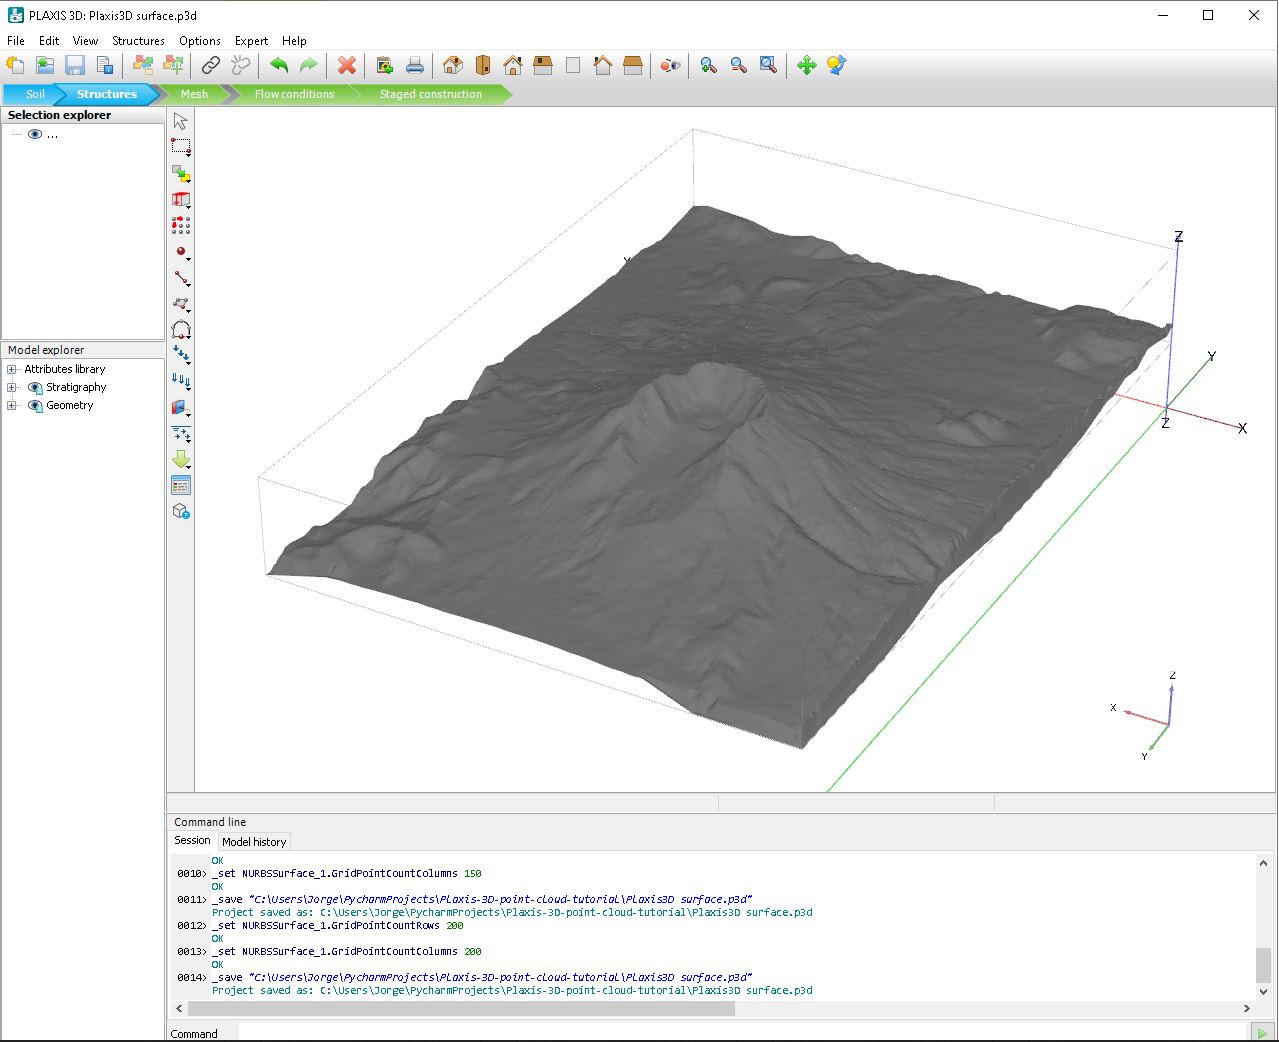 PLAXIS 3D: Plaxis3D surface.p3d
File Edit View Structures Options Expert Help
Soil Structures Mesh Flow conditions Staged construction
Selection explorer
...
Model explorer
Attributes library
Stratigraphy
Geometry
Z
Y
Y
Z
X
Z
X
Y
Command line
Session Model history
OK
0010> _set NURBSSurface_1.GridPointCountColumns 150
OK
0011> _save "C:\Users\Jorge\PycharmProjects\PLaxis-3D-point-cloud-tutorial\PLaxis3D surface.p3d"
Project saved as: C:\Users\Jorge\PycharmProjects\Plaxis-3D-point-cloud-tutorial\Plaxis3D surface.p3d
0012> _set NURBSSurface_1.GridPointCountRows 200
OK
0013> _set NURBSSurface_1.GridPointCountColumns 200
OK
0014> _save "C:\Users\Jorge\PycharmProjects\PLaxis-3D-point-cloud-tutorial\PLaxis3D surface.p3d"
Project saved as: C:\Users\Jorge\PycharmProjects\Plaxis-3D-point-cloud-tutorial\Plaxis3D surface.p3d
Command